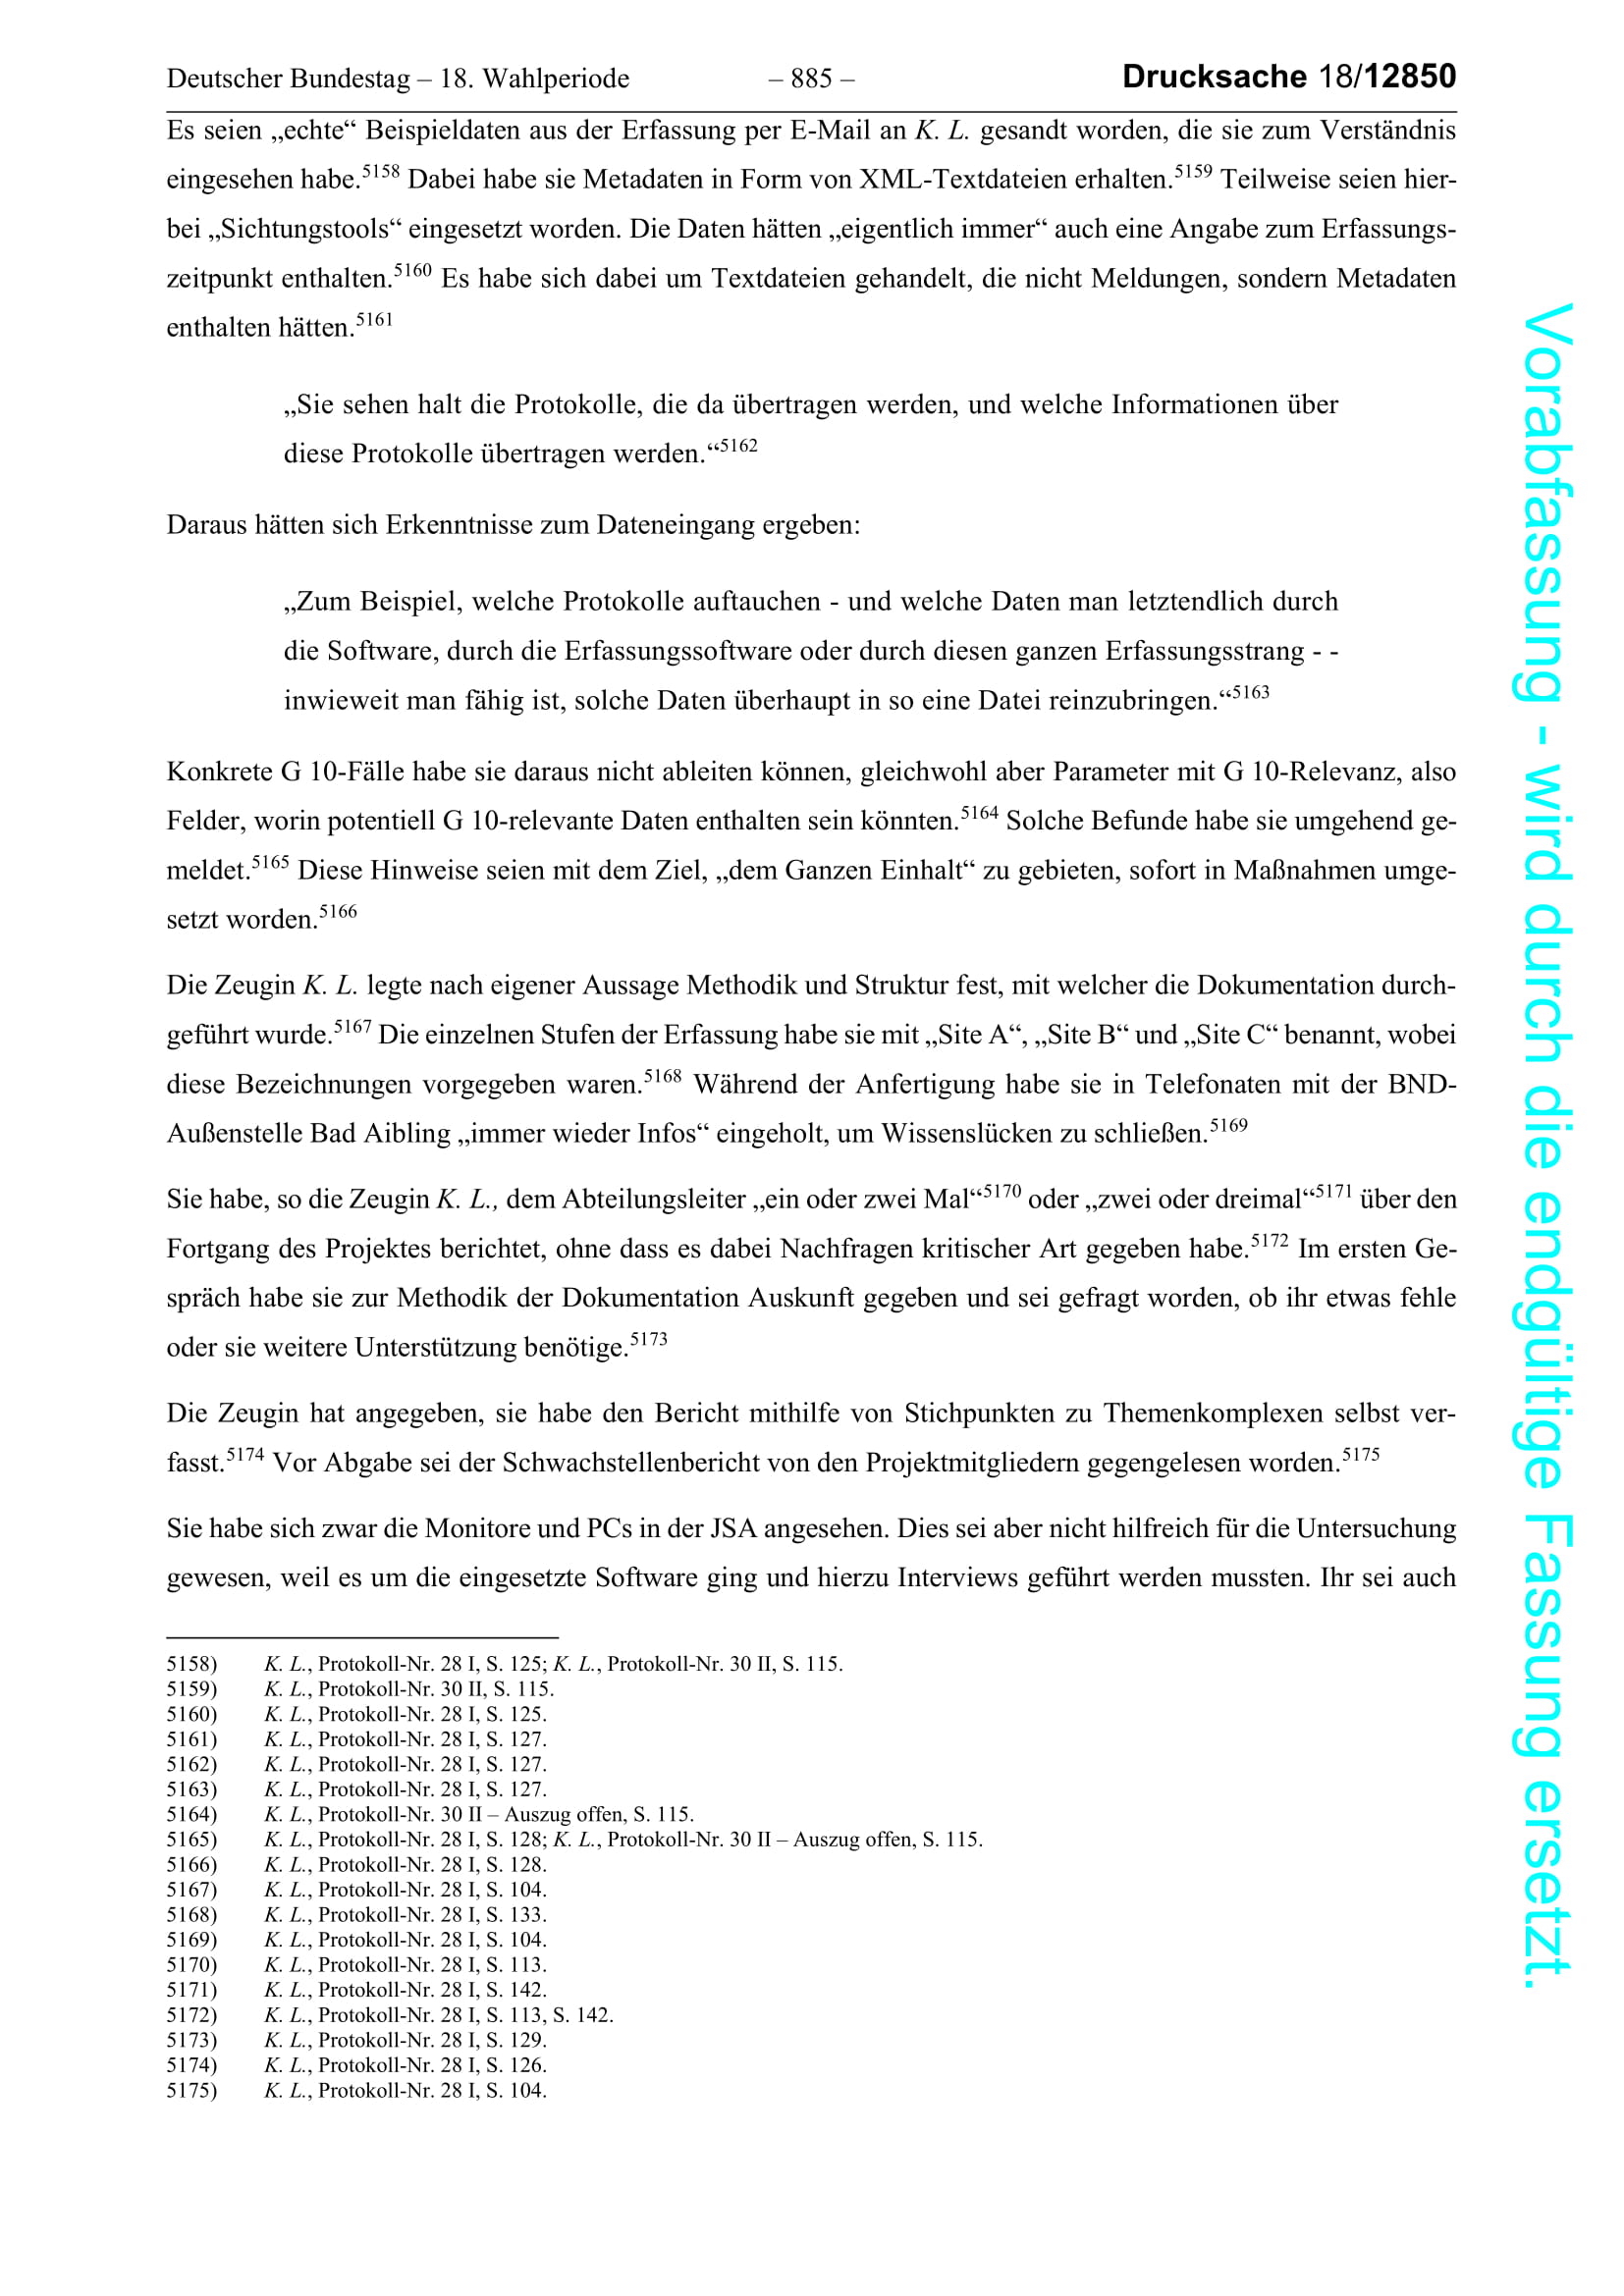 Deutscher Bundestag – 18. Wahlperiode – 885 – Drucksache 18/12850
Es seien „echte“ Beispieldaten aus der Erfassung per E-Mail an K. L. gesandt worden, die sie zum Verständnis
eingesehen habe.5158 Dabei habe sie Metadaten in Form von XML-Textdateien erhalten.5159 Teilweise seien hier-
bei „Sichtungstools“ eingesetzt worden. Die Daten hätten „eigentlich immer“ auch eine Angabe zum Erfassungs-
zeitpunkt enthalten.5160 Es habe sich dabei um Textdateien gehandelt, die nicht Meldungen, sondern Metadaten
enthalten hätten.5161
„Sie sehen halt die Protokolle, die da übertragen werden, und welche Informationen über
diese Protokolle übertragen werden.“5162
Daraus hätten sich Erkenntnisse zum Dateneingang ergeben:
„Zum Beispiel, welche Protokolle auftauchen - und welche Daten man letztendlich durch
die Software, durch die Erfassungssoftware oder durch diesen ganzen Erfassungsstrang - -
inwieweit man fähig ist, solche Daten überhaupt in so eine Datei reinzubringen.“5163
Konkrete G 10-Fälle habe sie daraus nicht ableiten können, gleichwohl aber Parameter mit G 10-Relevanz, also
Felder, worin potentiell G 10-relevante Daten enthalten sein könnten.5164 Solche Befunde habe sie umgehend ge-
meldet.5165 Diese Hinweise seien mit dem Ziel, „dem Ganzen Einhalt“ zu gebieten, sofort in Maßnahmen umge-
setzt worden.5166
Die Zeugin K. L. legte nach eigener Aussage Methodik und Struktur fest, mit welcher die Dokumentation durch-
geführt wurde.5167 Die einzelnen Stufen der Erfassung habe sie mit „Site A“, „Site B“ und „Site C“ benannt, wobei
diese Bezeichnungen vorgegeben waren.5168 Während der Anfertigung habe sie in Telefonaten mit der BND-
Außenstelle Bad Aibling „immer wieder Infos“ eingeholt, um Wissenslücken zu schließen.5169
Sie habe, so die Zeugin K. L., dem Abteilungsleiter „ein oder zwei Mal“5170 oder „zwei oder dreimal“5171 über den
Fortgang des Projektes berichtet, ohne dass es dabei Nachfragen kritischer Art gegeben habe.5172 Im ersten Ge-
spräch habe sie zur Methodik der Dokumentation Auskunft gegeben und sei gefragt worden, ob ihr etwas fehle
oder sie weitere Unterstützung benötige.5173
Die Zeugin hat angegeben, sie habe den Bericht mithilfe von Stichpunkten zu Themenkomplexen selbst ver-
fasst.5174 Vor Abgabe sei der Schwachstellenbericht von den Projektmitgliedern gegengelesen worden.5175
Sie habe sich zwar die Monitore und PCs in der JSA angesehen. Dies sei aber nicht hilfreich für die Untersuchung
gewesen, weil es um die eingesetzte Software ging und hierzu Interviews geführt werden mussten. Ihr sei auch
5158) K. L., Protokoll-Nr. 28 I, S. 125; K. L., Protokoll-Nr. 30 II, S. 115.
5159) K. L., Protokoll-Nr. 30 II, S. 115.
5160) K. L., Protokoll-Nr. 28 I, S. 125.
5161) K. L., Protokoll-Nr. 28 I, S. 127.
5162) K. L., Protokoll-Nr. 28 I, S. 127.
5163) K. L., Protokoll-Nr. 28 I, S. 127.
5164) K. L., Protokoll-Nr. 30 II – Auszug offen, S. 115.
5165) K. L., Protokoll-Nr. 28 I, S. 128; K. L., Protokoll-Nr. 30 II – Auszug offen, S. 115.
5166) K. L., Protokoll-Nr. 28 I, S. 128.
5167) K. L., Protokoll-Nr. 28 I, S. 104.
5168) K. L., Protokoll-Nr. 28 I, S. 133.
5169) K. L., Protokoll-Nr. 28 I, S. 104.
5170) K. L., Protokoll-Nr. 28 I, S. 113.
5171) K. L., Protokoll-Nr. 28 I, S. 142.
5172) K. L., Protokoll-Nr. 28 I, S. 113, S. 142.
5173) K. L., Protokoll-Nr. 28 I, S. 129.
5174) K. L., Protokoll-Nr. 28 I, S. 126.
5175) K. L., Protokoll-Nr. 28 I, S. 104.
Vorabfassung - wird durch die endgültige Fassung ersetzt.